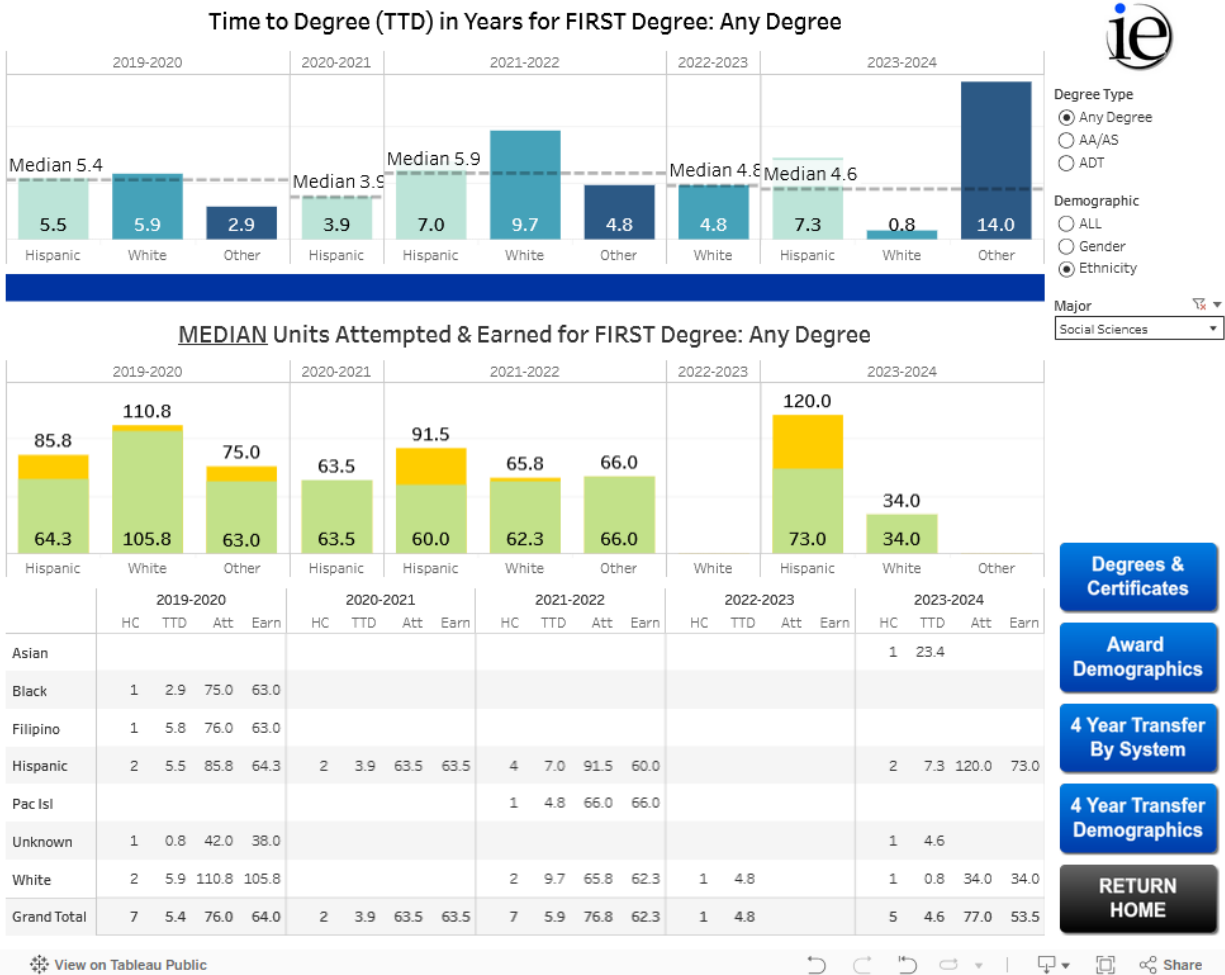 Time to Degree (TTD) in Years for FIRST Degree: Any Degree
ie
2019-2020 2020-2021 2021-2022 2022-2023 2023-2024
Median 5.4 Median 3.9 Median 5.9 Median 4.8 Median 4.6
5.5 5.9 2.9 3.9 7.0 9.7 4.8 4.8 7.3 0.8 14.0
Hispanic White Other Hispanic Hispanic White Other White Hispanic White Other
Degree Type
Any Degree
AA/AS
ADT
Demographic
ALL
Gender
Ethnicity
Major
Social Sciences
MEDIAN Units Attempted & Earned for FIRST Degree: Any Degree
2019-2020 2020-2021 2021-2022 2022-2023 2023-2024
85.8 110.8 75.0 63.5 91.5 65.8 66.0 120.0 34.0
64.3 105.8 63.0 63.5 60.0 62.3 66.0 73.0 34.0
Hispanic White Other Hispanic Hispanic White Other White Hispanic White Other
2019-2020 2020-2021 2021-2022 2022-2023 2023-2024
HC TTD Att Earn HC TTD Att Earn HC TTD Att Earn HC TTD Att Earn HC TTD Att Earn
Asian 1 23.4
Black 1 2.9 75.0 63.0
Filipino 1 5.8 76.0 63.0
Hispanic 2 5.5 85.8 64.3 2 3.9 63.5 63.5 4 7.0 91.5 60.0 2 7.3 120.0 73.0
Pac Isl 1 4.8 66.0 66.0
Unknown 1 0.8 42.0 38.0 1 4.6
White 2 5.9 110.8 105.8 2 9.7 65.8 62.3 1 4.8 1 0.8 34.0 34.0
Grand Total 7 5.4 76.0 64.0 2 3.9 63.5 63.5 7 5.9 76.8 62.3 1 4.8 5 4.6 77.0 53.5
Degrees &
Certificates
Award
Demographics
4 Year Transfer
By System
4 Year Transfer
Demographics
RETURN
HOME
View on Tableau Public
Share